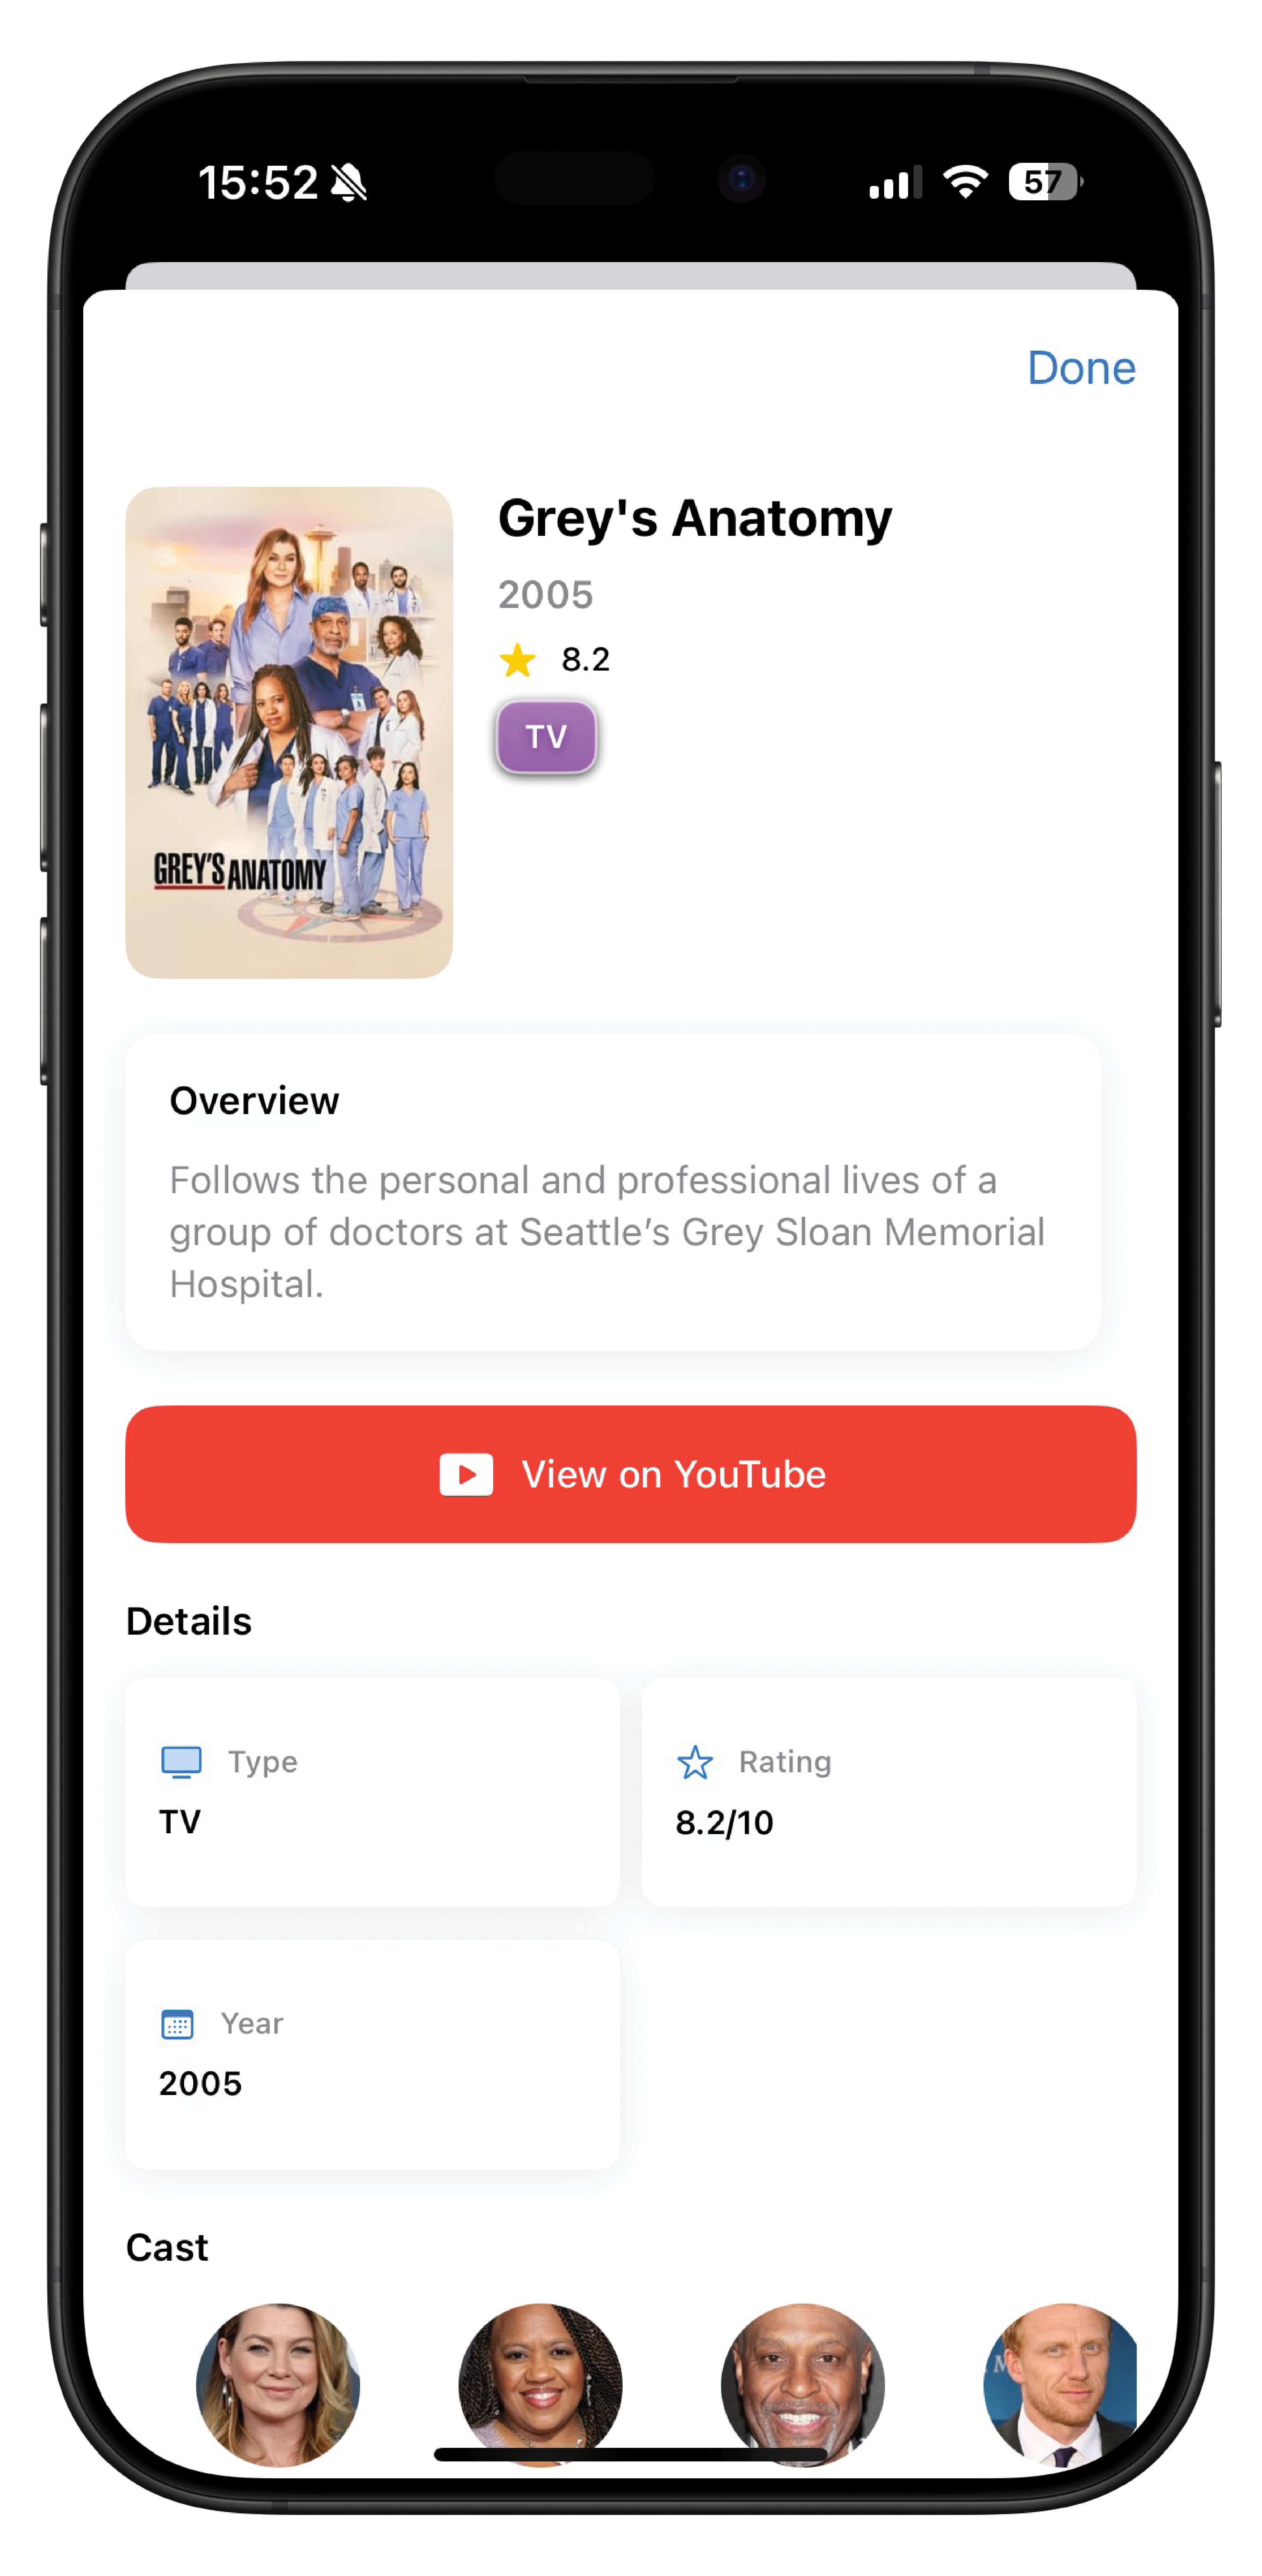 15:52
57
Done
Grey's Anatomy
2005
8.2
TV
GREY'S ANATOMY
Overview
Follows the personal and professional lives of a
group of doctors at Seattle’s Grey Sloan Memorial
Hospital.
View on YouTube
Details
Type
TV
Rating
8.2/10
Year
2005
Cast
M